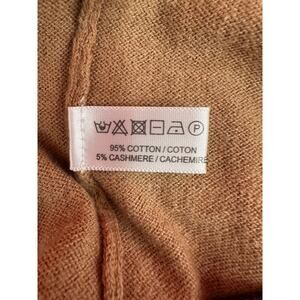 P
95% COTTON / COTON
5% CASHMERE / CACHEMIRE